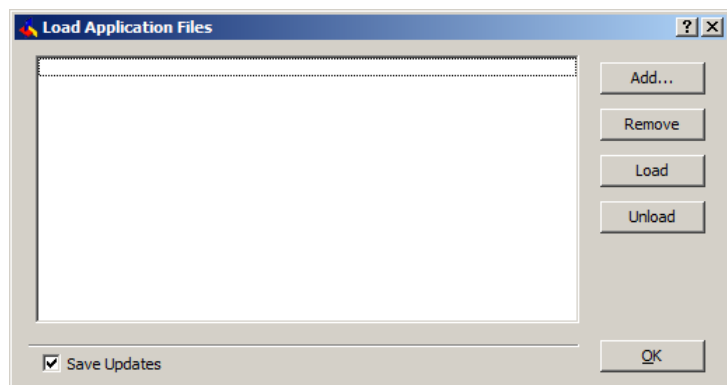 Load Application Files
Add...
Remove
Load
Unload
Save Updates
OK